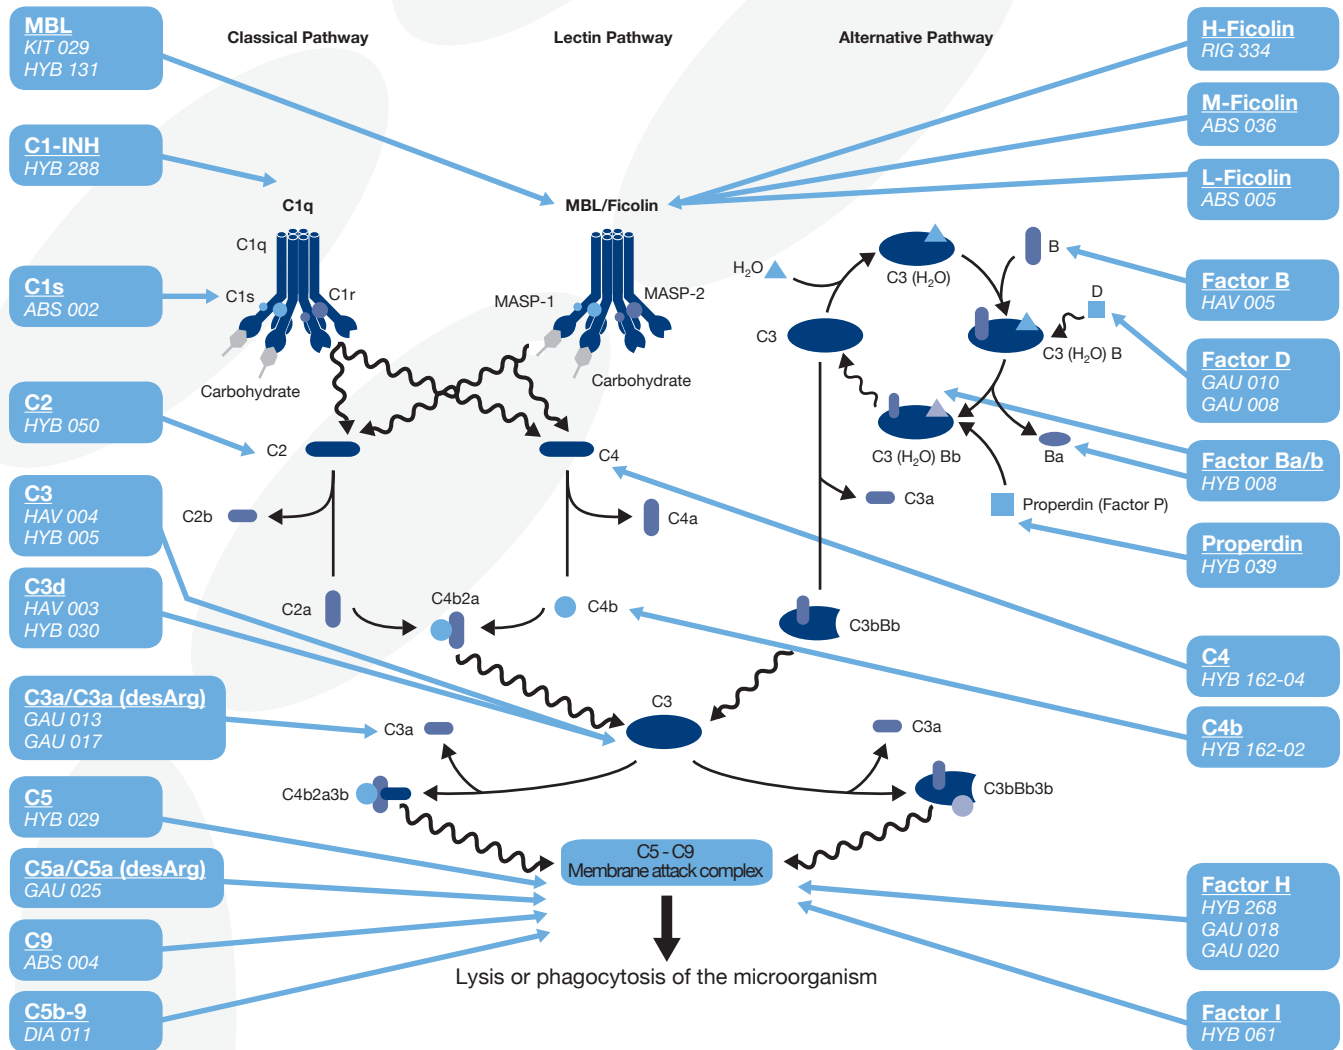 Classical Pathway
Lectin Pathway
Alternative Pathway
MBL
KIT 029
HYB 131
C1-INH
HYB 288
C1s
ABS 002
C2
HYB 050
C3
HAV 004
HYB 005
C3d
HAV 003
HYB 030
C3a/C3a (desArg)
GAU 013
GAU 017
C5
HYB 029
C5a/C5a (desArg)
GAU 025
C9
ABS 004
C5b-9
DIA 011
C1q
C1q
C1s
C1r
Carbohydrate
MBL/Ficolin
MASP-1
MASP-2
Carbohydrate
C2
C4
C2b
C4a
C2a
C4b2a
C4b
H₂O
C3 (H₂O)
B
D
C3
C3 (H₂O) B
C3 (H₂O) Bb
Ba
C3a
Properdin (Factor P)
C3bBb
C3
C3a
C3a
C4b2a3b
C3bBb3b
C5 - C9
Membrane attack complex
Lysis or phagocytosis of the microorganism
H-Ficolin
RIG 334
M-Ficolin
ABS 036
L-Ficolin
ABS 005
Factor B
HAV 005
Factor D
GAU 010
GAU 008
Factor Ba/b
HYB 008
Properdin
HYB 039
C4
HYB 162-04
C4b
HYB 162-02
Factor H
HYB 268
GAU 018
GAU 020
Factor I
HYB 061